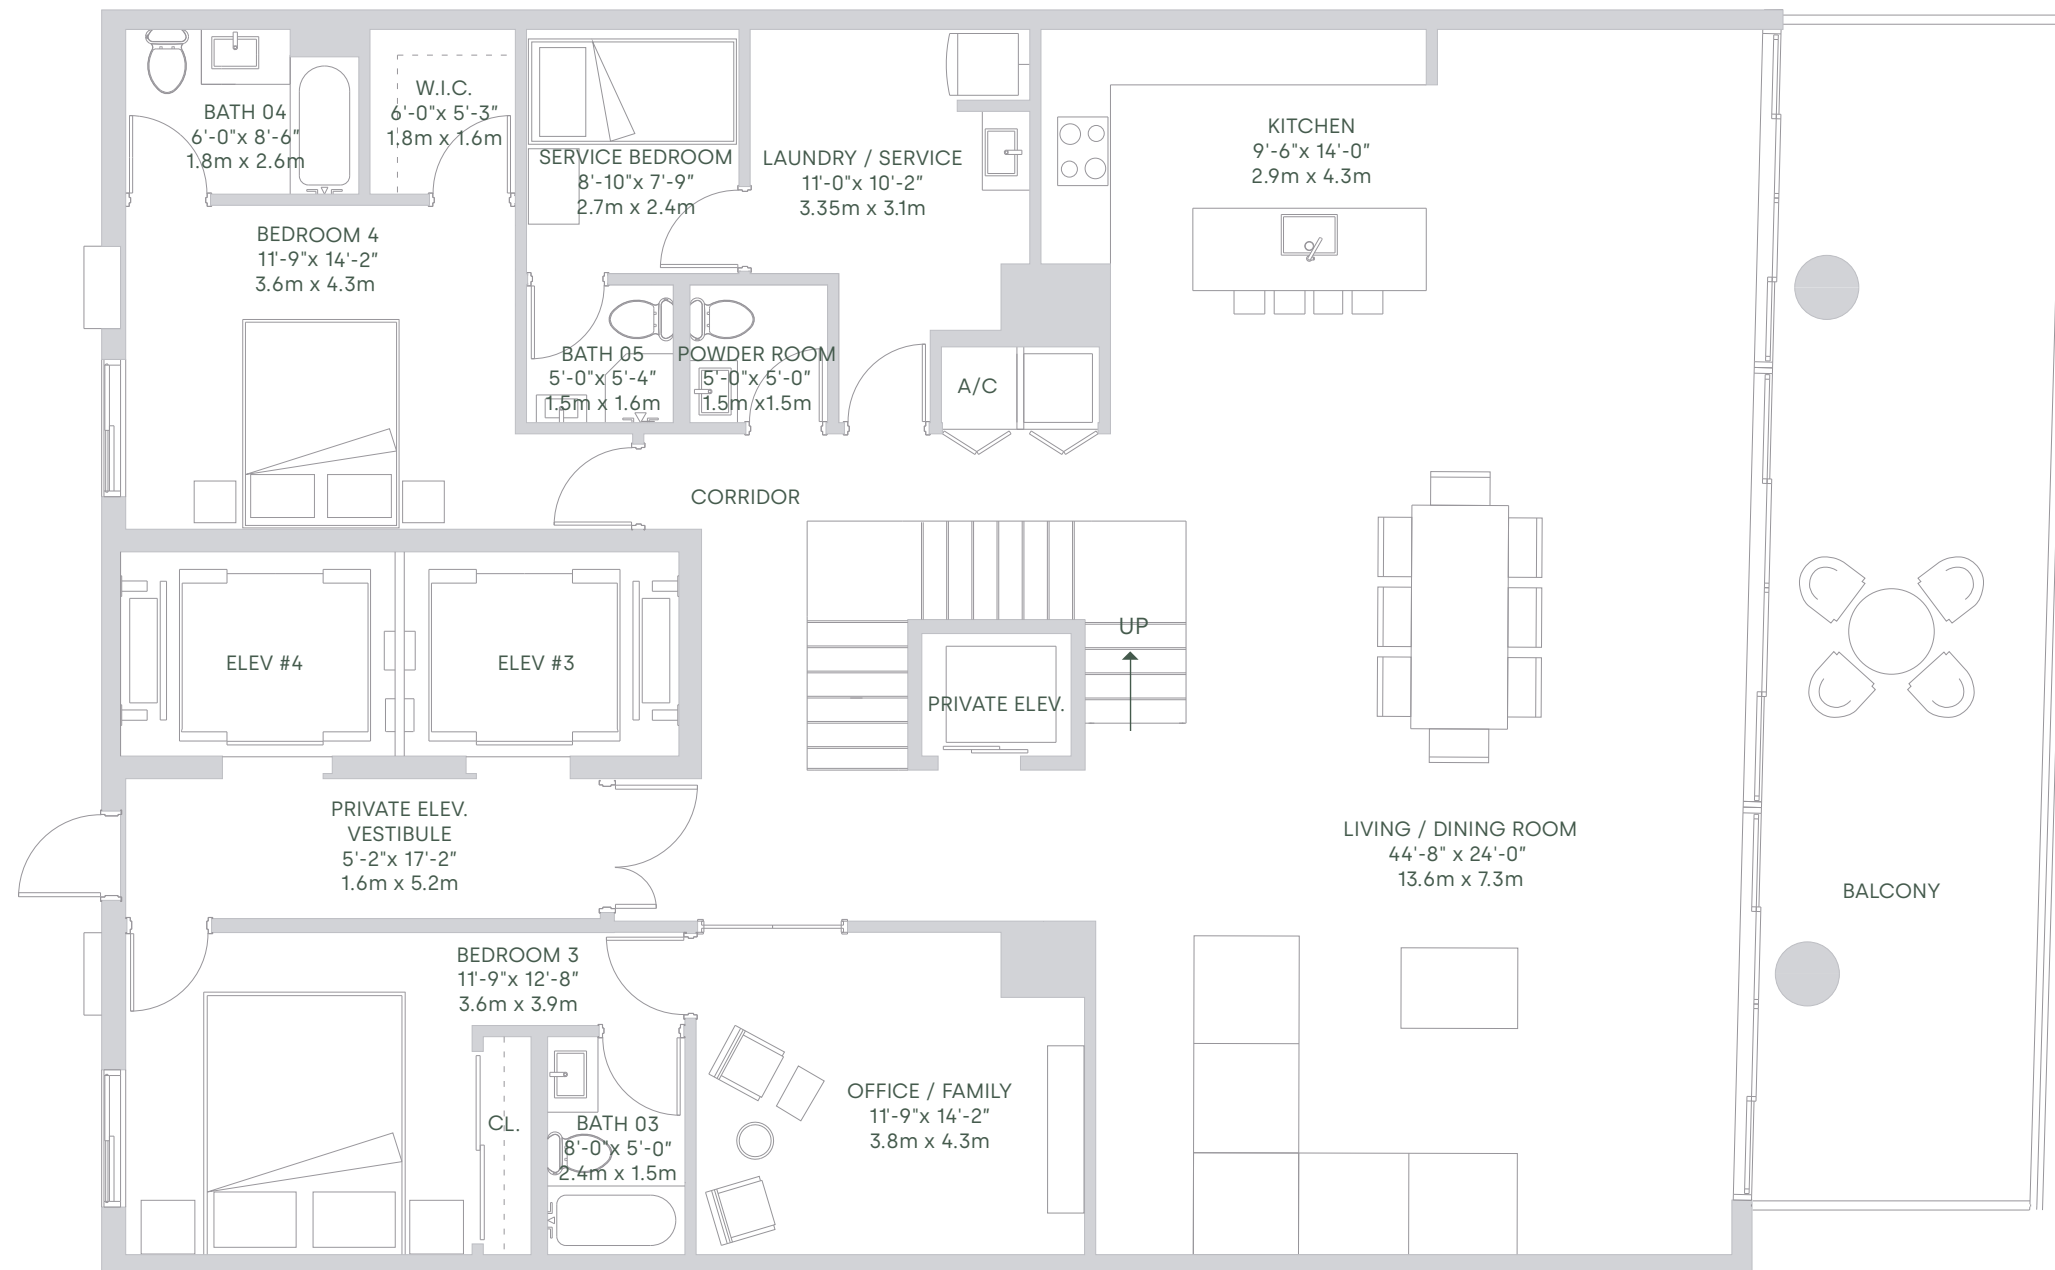 BATH 04
6'-0"x 8'-6"
1.8m x 2.6m
W.I.C.
6'-0"x 5'-3"
1.8m x 1.6m
SERVICE BEDROOM
8'-10"x 7'-9"
2.7m x 2.4m
LAUNDRY / SERVICE
11'-0"x 10'-2"
3.35m x 3.1m
KITCHEN
9'-6"x 14'-0"
2.9m x 4.3m
BEDROOM 4
11'-9"x 14'-2"
3.6m x 4.3m
BATH 05
5'-0"x 5'-4"
1.5m x 1.6m
POWDER ROOM
5'-0"x 5'-0"
1.5m x1.5m
A/C
CORRIDOR
ELEV #4
ELEV #3
UP
PRIVATE ELEV.
PRIVATE ELEV.
VESTIBULE
5'-2"x 17'-2"
1.6m x 5.2m
LIVING / DINING ROOM
44'-8" x 24'-0"
13.6m x 7.3m
BALCONY
BEDROOM 3
11'-9"x 12'-8"
3.6m x 3.9m
CL.
BATH 03
8'-0"x 5'-0"
2.4m x 1.5m
OFFICE / FAMILY
11'-9"x 14'-2"
3.8m x 4.3m